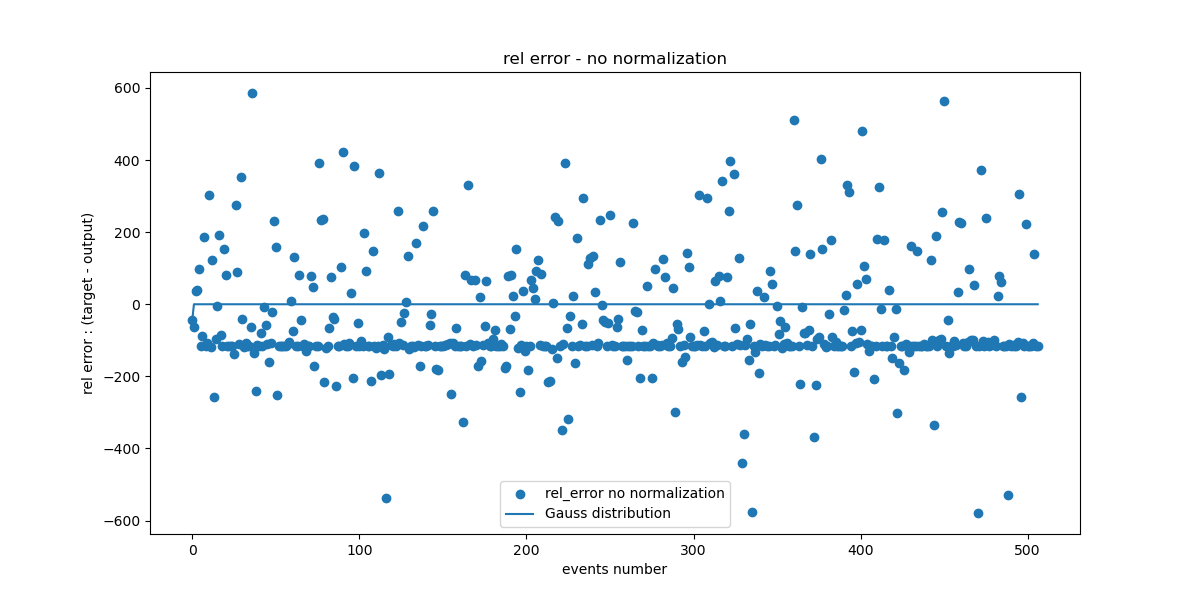 rel error - no normalization
rel error : (target - output)
600
400
200
0
−200
−400
−600
0
100
200
300
400
500
events number
rel_error no normalization
Gauss distribution